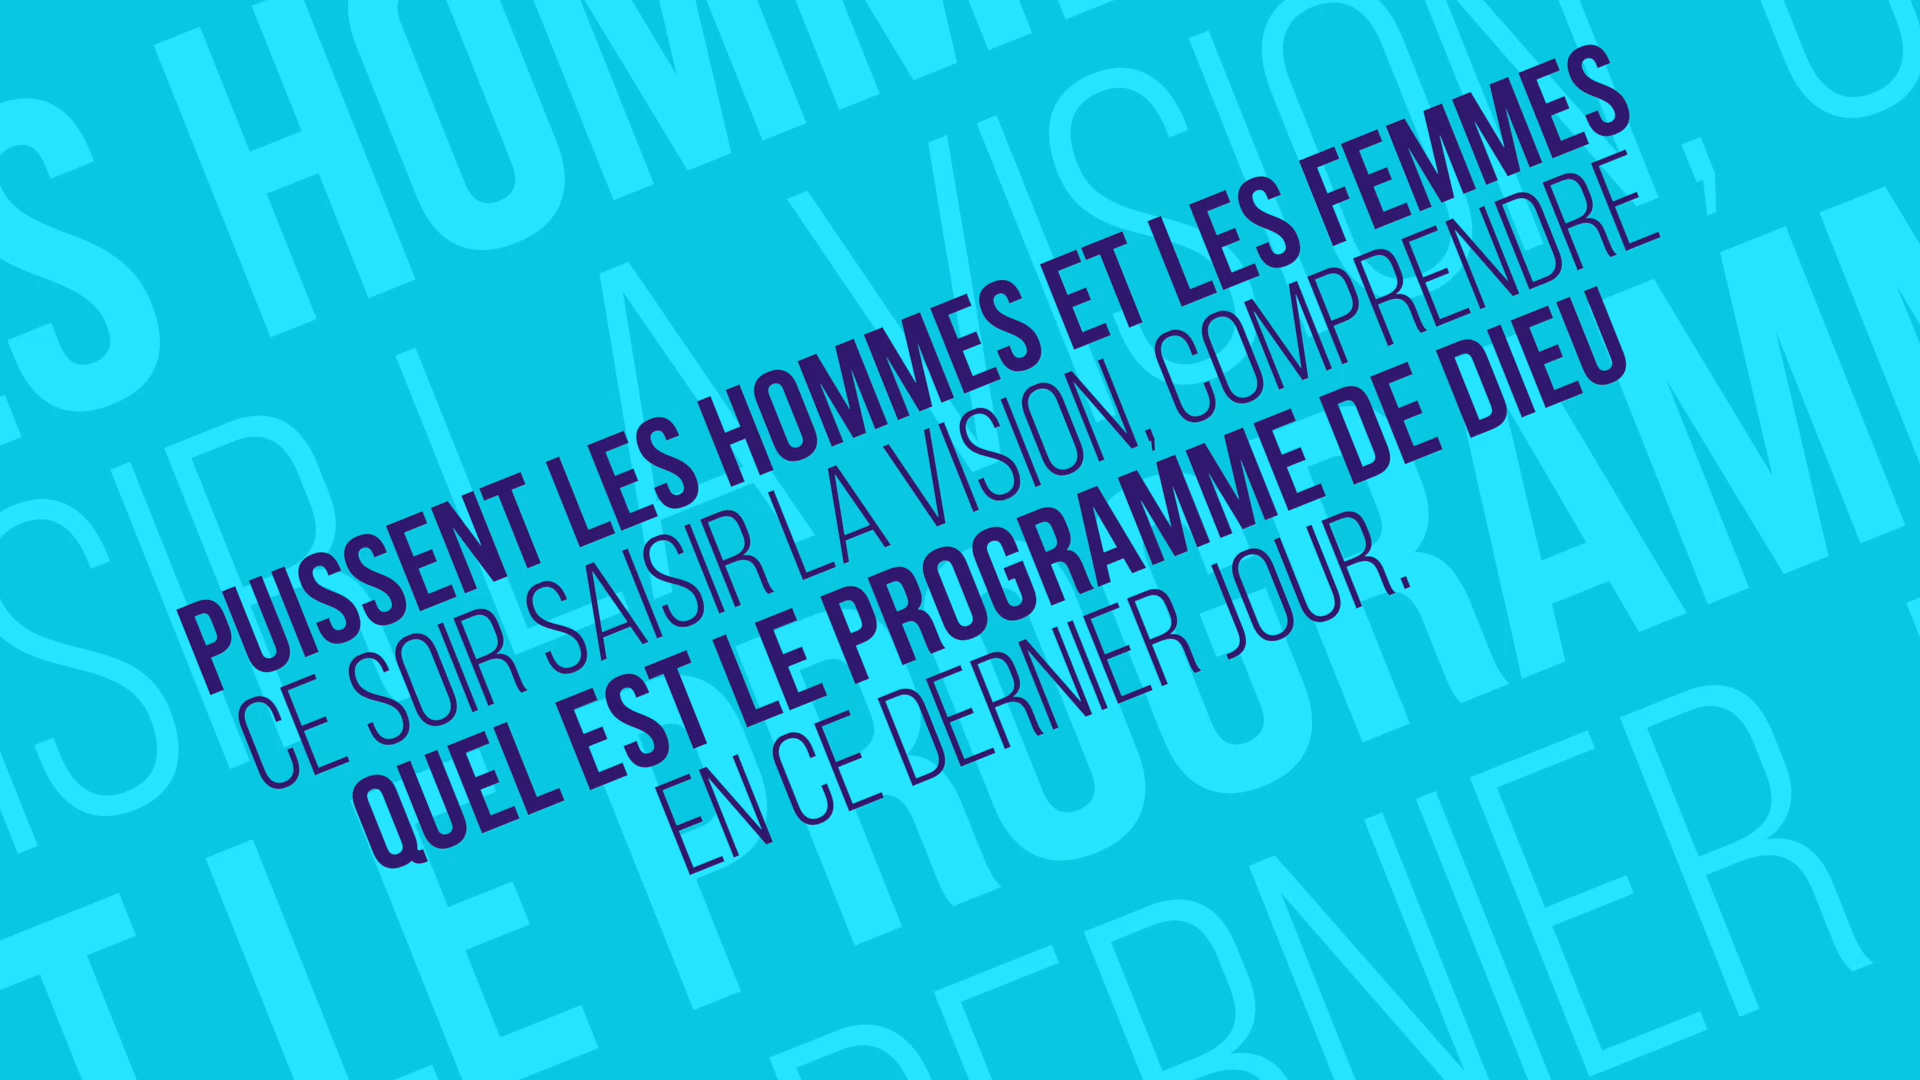 PUISSENT LES HOMMES ET LES FEMMES
CE SOIR SAISIR LA VISION, COMPRENDRE
QUEL EST LE PROGRAMME DE DIEU
EN CE DERNIER JOUR.